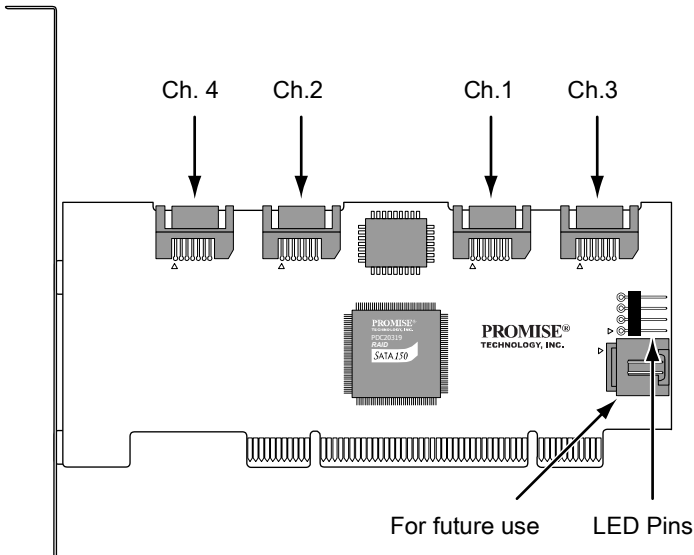 Ch. 4
Ch.2
Ch.1
Ch.3
PROMISE®
PDC20319
RAID
SATA150
PROMISE®
TECHNOLOGY, INC.
For future use
LED Pins